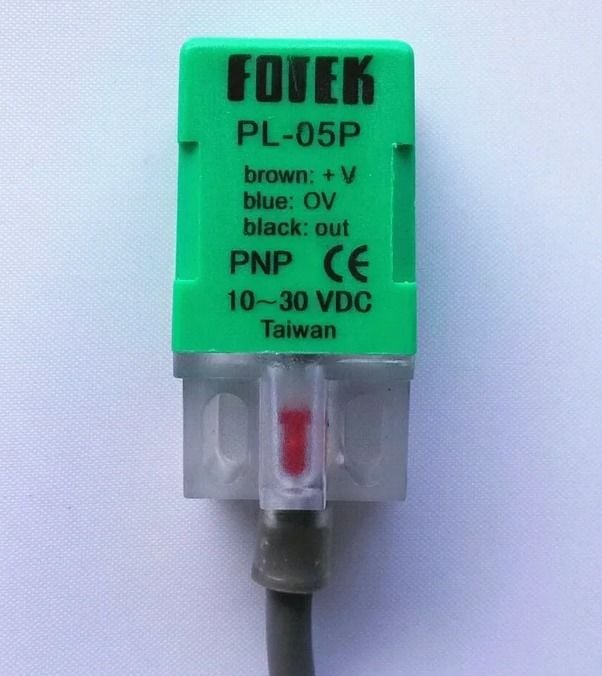 FOTEK
PL-05P
brown: + V
blue: OV
black: out
PNP CE
10~30 VDC
Taiwan